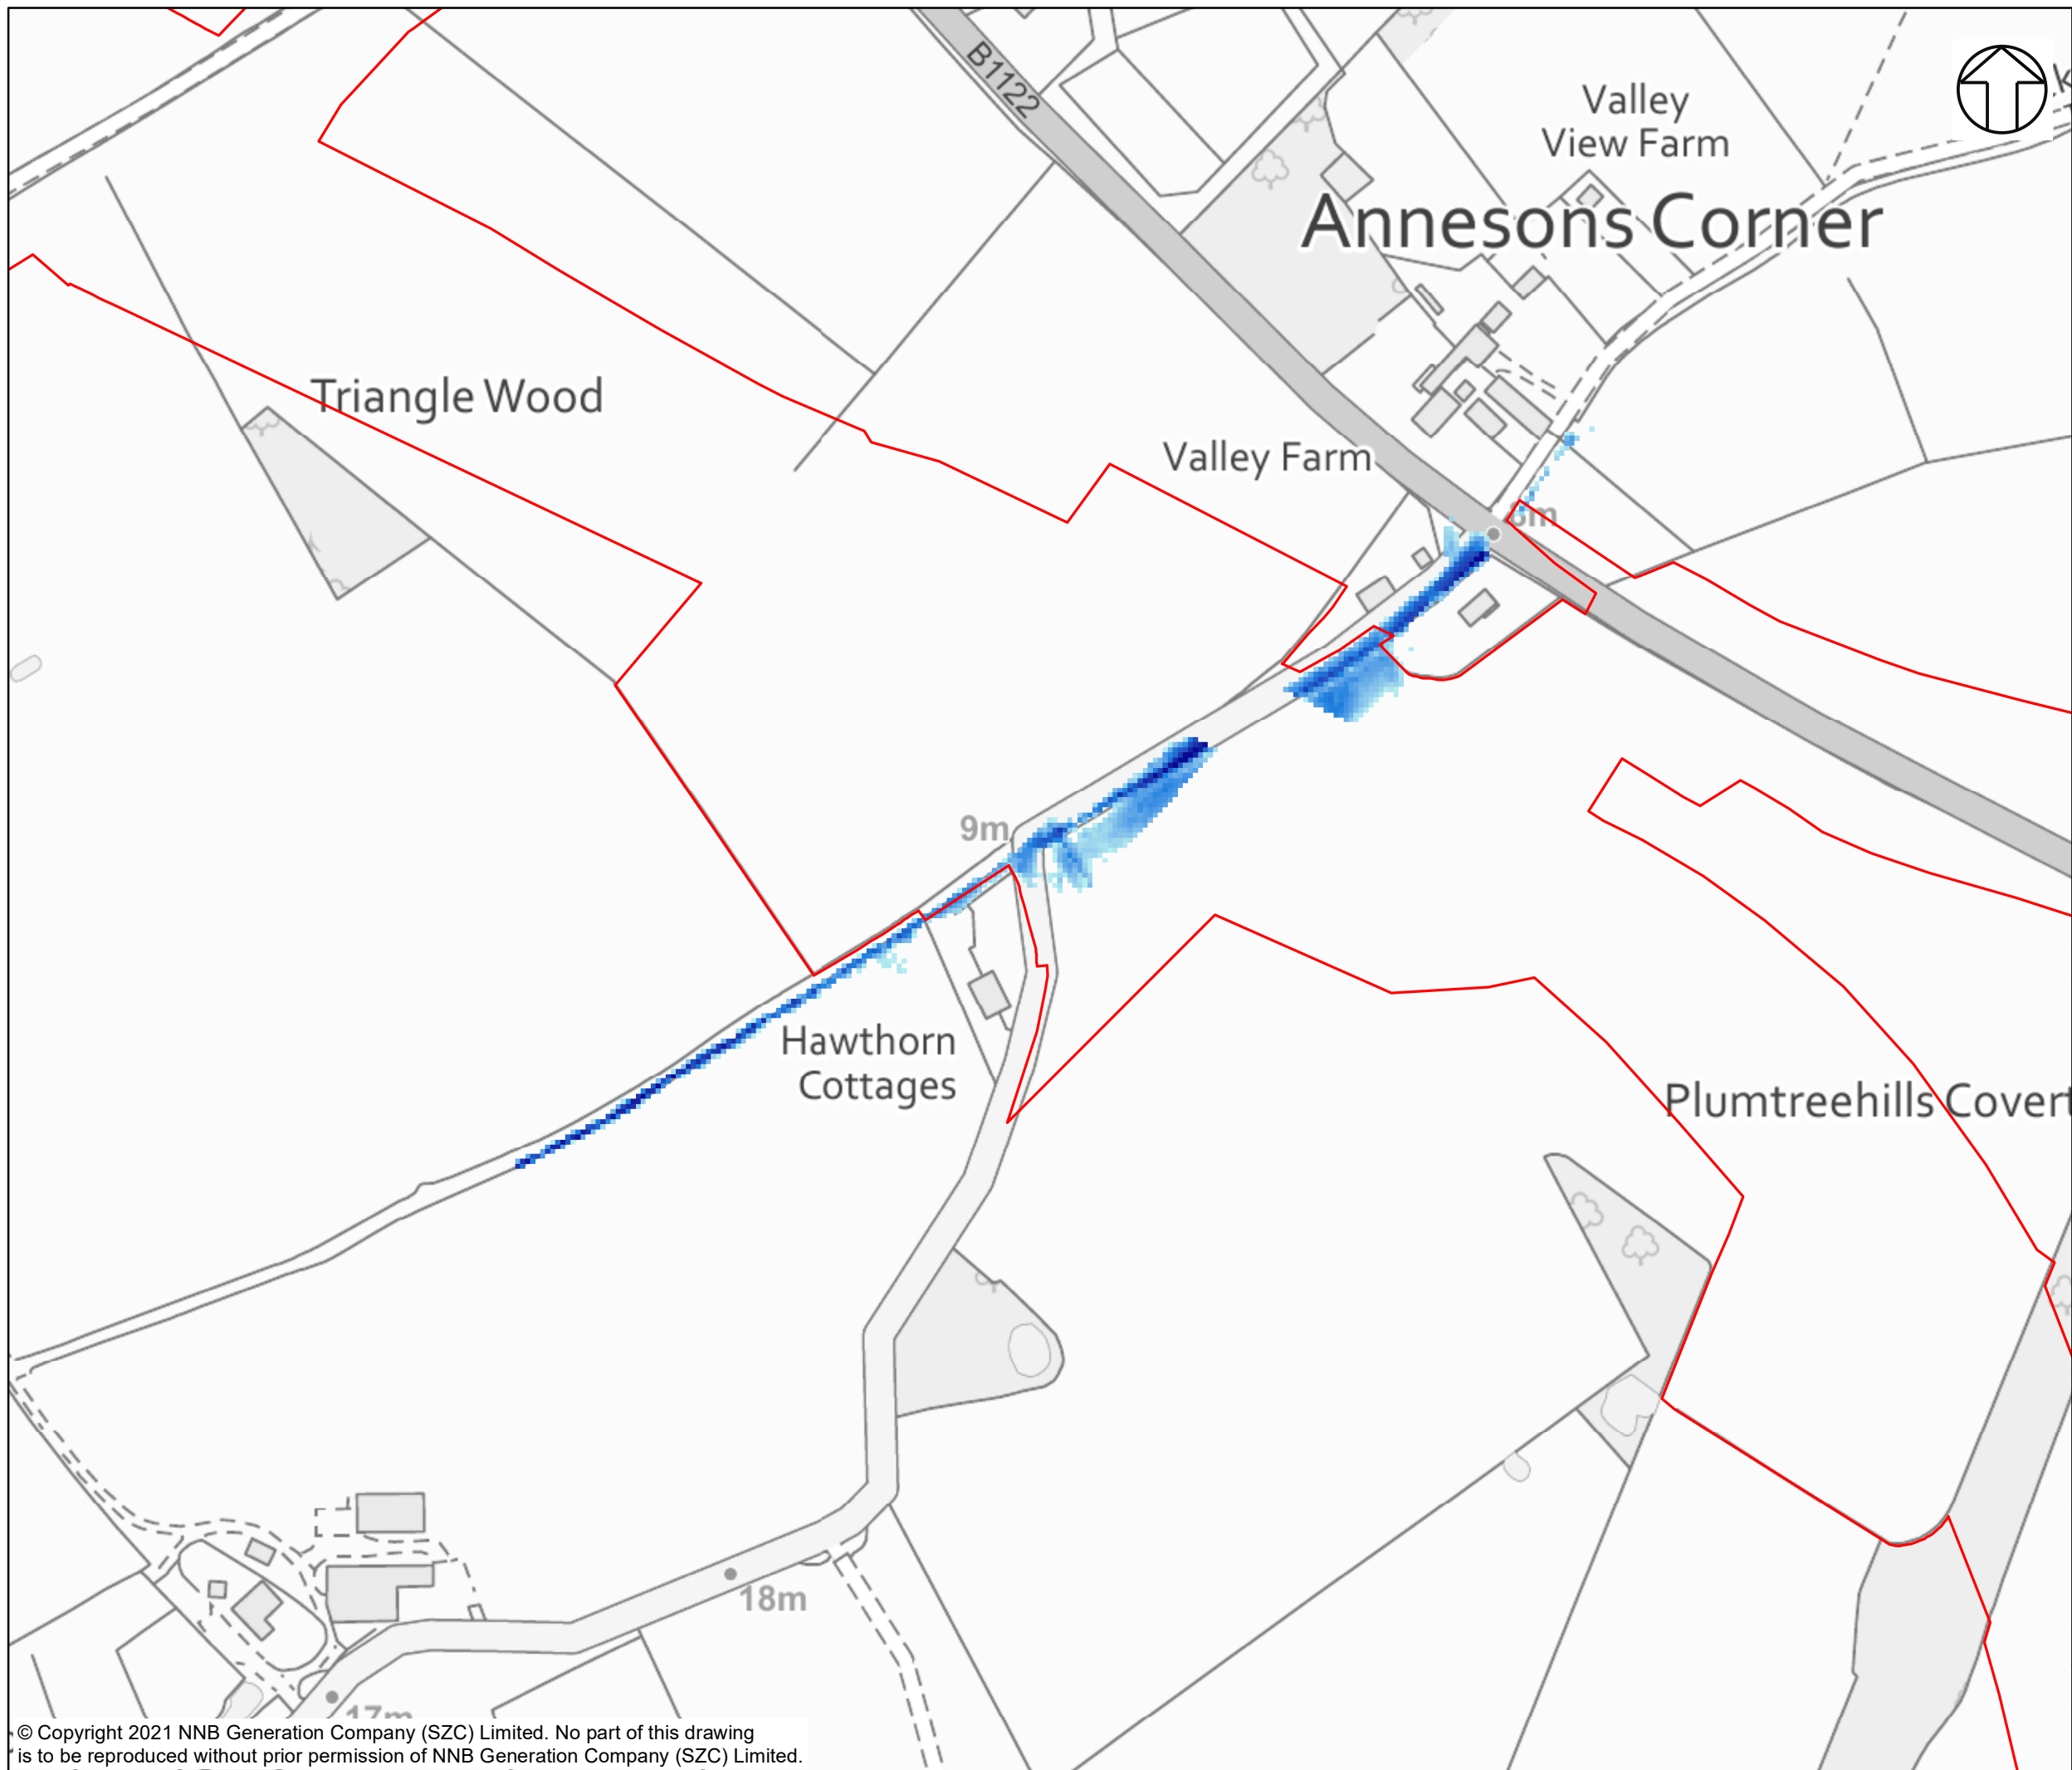 B1122
Valley
View Farm
Annesons Corner
Triangle Wood
Valley Farm
6m
9m
Hawthorn
Cottages
Plumtreehills Covert
18m
17m
© Copyright 2021 NNB Generation Company (SZC) Limited. No part of this drawing
is to be reproduced without prior permission of NNB Generation Company (SZC) Limited.